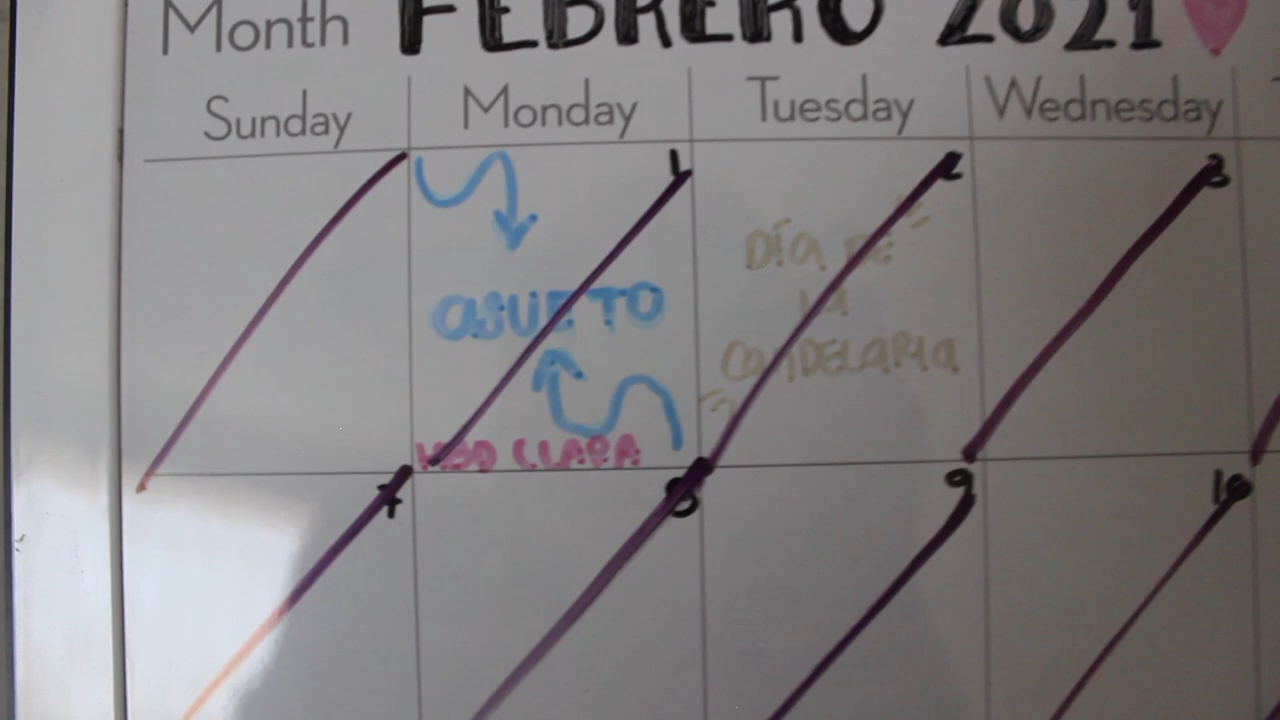 Month FEBRERO 2021
Sunday Monday Tuesday Wednesday
1 2 3
ASUETO
DÍA DE
LA
CANDELARIA
HBD CLARA
7 8 9 10